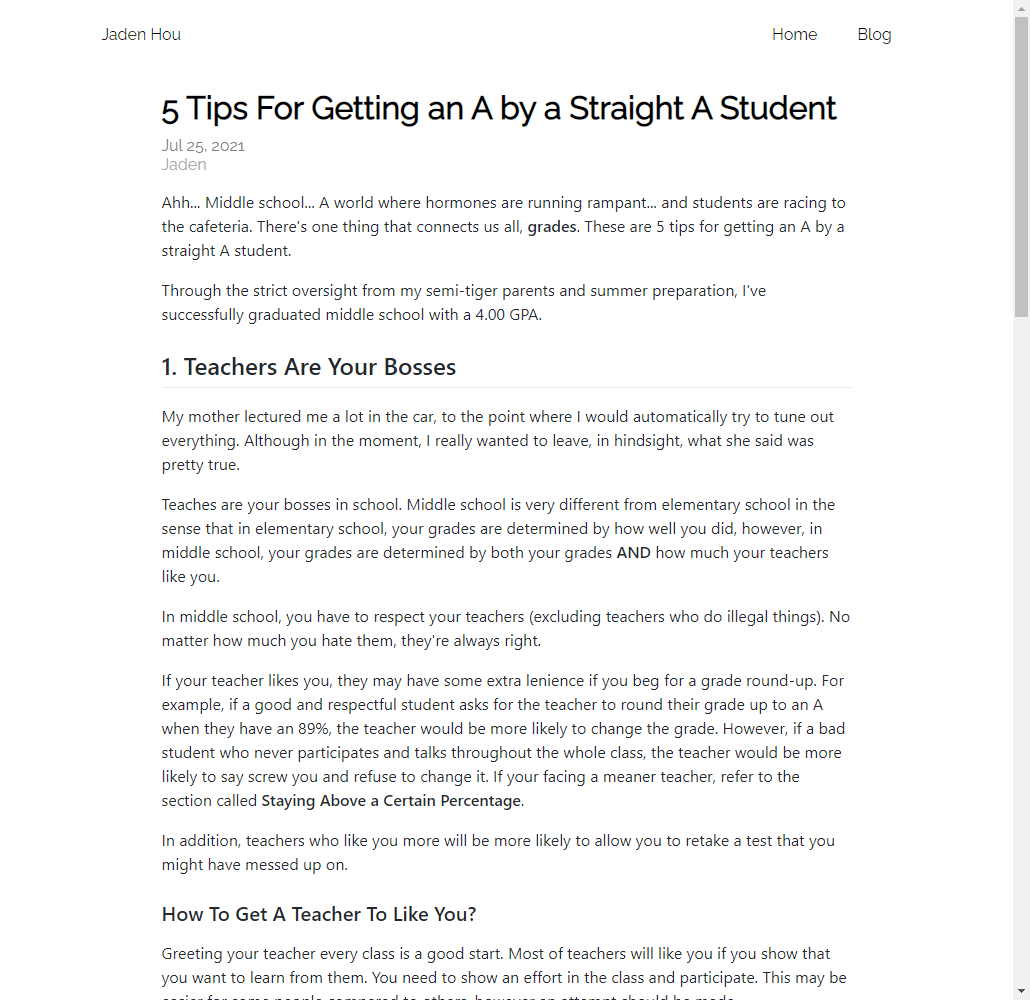 Jaden Hou
Home
Blog
5 Tips For Getting an A by a Straight A Student
Jul 25, 2021
Jaden
Ahh... Middle school... A world where hormones are running rampant... and students are racing to
the cafeteria. There's one thing that connects us all, grades. These are 5 tips for getting an A by a
straight A student.
Through the strict oversight from my semi-tiger parents and summer preparation, I've
successfully graduated middle school with a 4.00 GPA.
1. Teachers Are Your Bosses
My mother lectured me a lot in the car, to the point where I would automatically try to tune out
everything. Although in the moment, I really wanted to leave, in hindsight, what she said was
pretty true.
Teaches are your bosses in school. Middle school is very different from elementary school in the
sense that in elementary school, your grades are determined by how well you did, however, in
middle school, your grades are determined by both your grades AND how much your teachers
like you.
In middle school, you have to respect your teachers (excluding teachers who do illegal things). No
matter how much you hate them, they're always right.
If your teacher likes you, they may have some extra lenience if you beg for a grade round-up. For
example, if a good and respectful student asks for the teacher to round their grade up to an A
when they have an 89%, the teacher would be more likely to change the grade. However, if a bad
student who never participates and talks throughout the whole class, the teacher would be more
likely to say screw you and refuse to change it. If your facing a meaner teacher, refer to the
section called Staying Above a Certain Percentage.
In addition, teachers who like you more will be more likely to allow you to retake a test that you
might have messed up on.
How To Get A Teacher To Like You?
Greeting your teacher every class is a good start. Most of teachers will like you if you show that
you want to learn from them. You need to show an effort in the class and participate. This may be
easier for some people compared to others, however an attempt should be made.